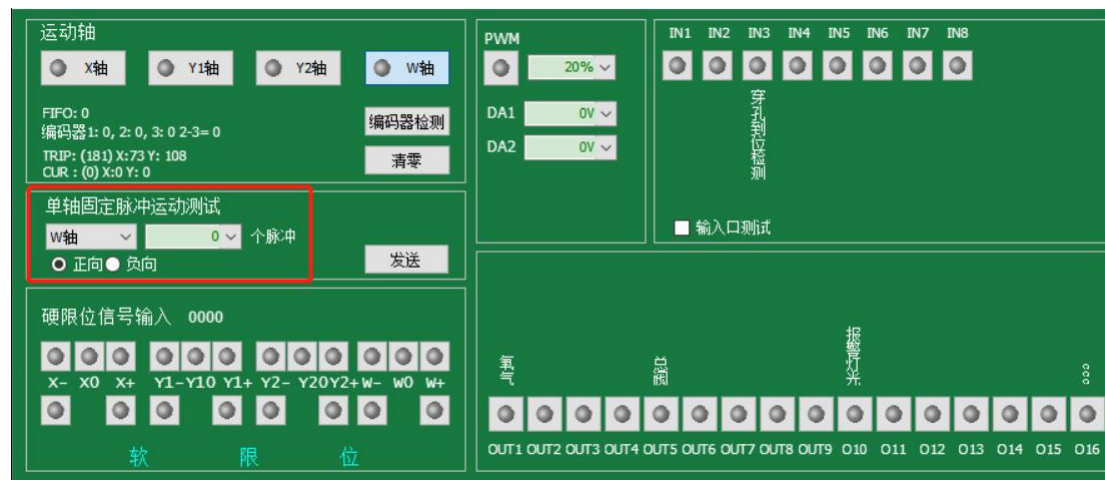 运动轴
X轴 Y1轴 Y2轴 W轴
FIFO: 0
编码器1: 0, 2: 0, 3: 0 2-3= 0
编码器检测
TRIP: (181) X:73 Y: 108
CUR : (0) X:0 Y: 0
清零
单轴固定脉冲运动测试
W轴 0 个脉冲
正向 负向
发送
硬限位信号输入 0000
X- X0 X+ Y1- Y10 Y1+ Y2- Y20 Y2+ W- W0 W+
软 限 位
PWM
20%
DA1 0V
DA2 0V
IN1 IN2 IN3 IN4 IN5 IN6 IN7 IN8
穿孔到位检测
输入口测试
氧气 总阀 报警灯光
OUT1 OUT2 OUT3 OUT4 OUT5 OUT6 OUT7 OUT8 OUT9 O10 O11 O12 O13 O14 O15 O16